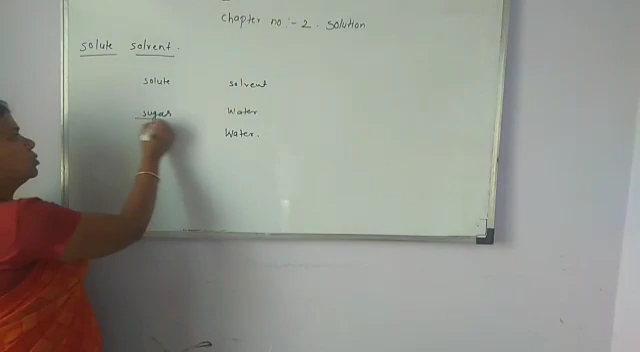 Chapter no :- 2 . Solution
solute solvent .
solute solvent
sugar Water
Water .